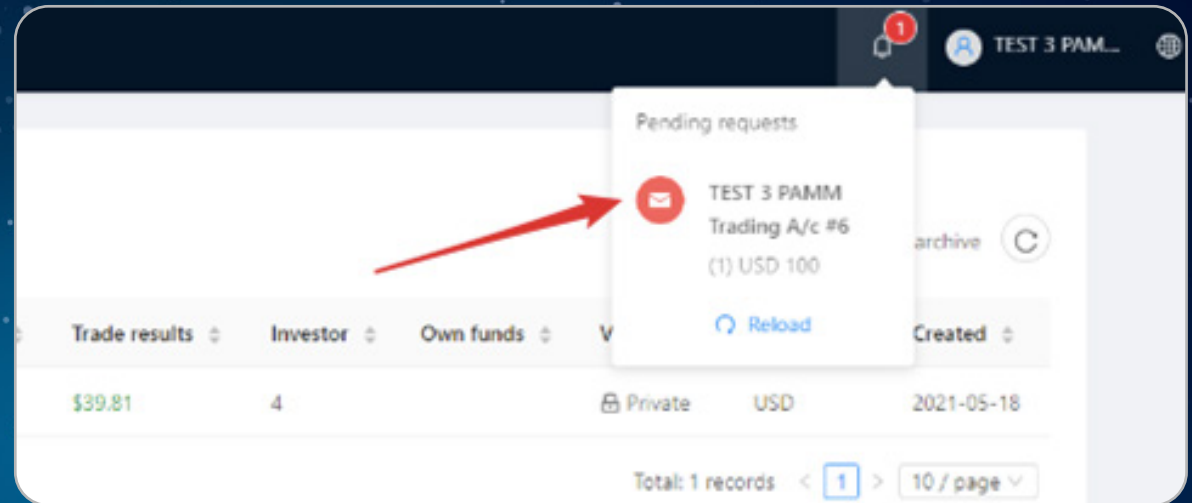 1
TEST 3 PAM...
Pending requests
TEST 3 PAMM
Trading A/c #6
(1) USD 100
archive
Reload
Trade results Investor Own funds V Created
$39.81 4 Private USD 2021-05-18
Total: 1 records < 1 > 10 / page